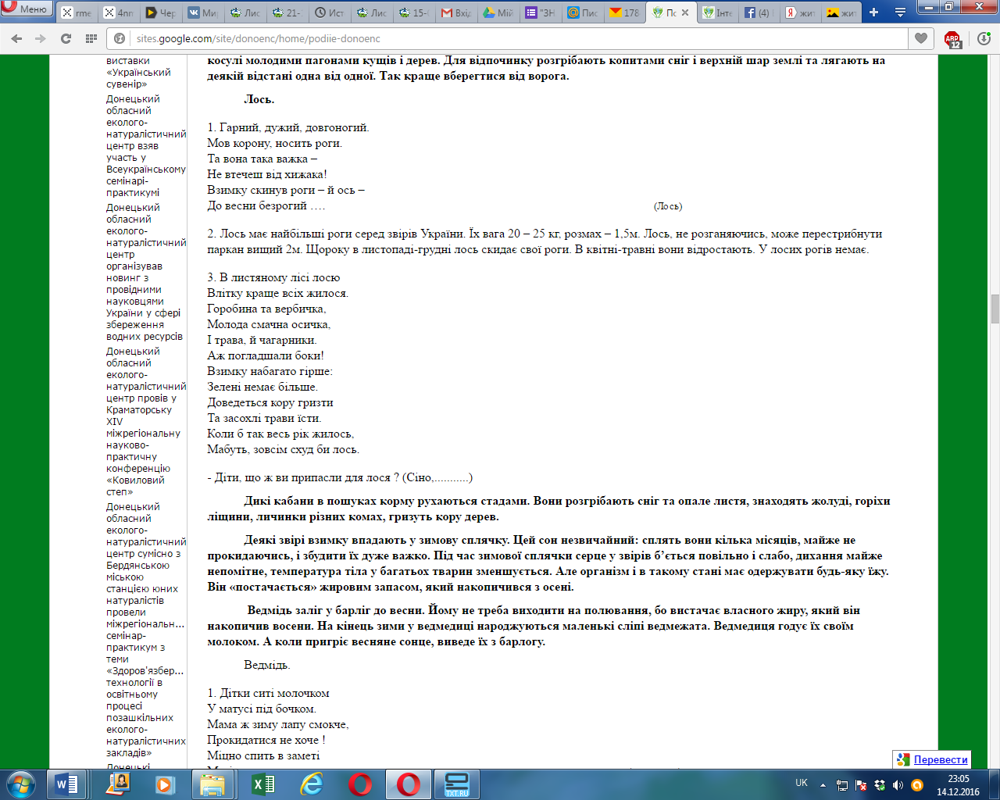 Меню
rme
4nn
Чер
Ми
Лис
21-
Ист
Лис
15-
Вхід
Мій
"ЗН
Пис
178
По
Інте
(4)
жит
жит
sites.google.com/site/donoenc/home/podiie-donoenc
ABP
12
виставки
«Український
сувенір»
Донецький
обласний
еколого-
натуралістичний
центр взяв
участь у
Всеукраїнському
семінарі-
практикумі
Донецький
обласний
еколого-
натуралістичний
центр
організував
новинг з
провідними
науковцями
України у сфері
збереження
водних ресурсів
Донецький
обласний
еколого-
натуралістичний
центр провів у
Краматорську
XIV
міжрегіональну
науково-
практичну
конференцію
«Ковиловий
степ»
Донецький
обласний
еколого-
натуралістичний
центр сумісно з
Бердянською
міською
станцією юних
натуралістів
провели
міжрегіональн...
семінар-
практикум з
теми
«Здоров'язбер...
технології в
освітньому
процесі
позашкільних
еколого-
натуралістичних
закладів»
Донецькі
косулі молодими пагонами кущів і дерев. Для відпочинку розгрібають копитами сніг і верхній шар землі та лягають на
деякій відстані одна від одної. Так краще вберегтися від ворога.
Лось.
1. Гарний, дужий, довгоногий.
Мов корону, носить роги.
Та вона така важка –
Не втечеш від хижака!
Взимку скинув роги – й ось –
До весни безрогий …. (Лось)
2. Лось має найбільші роги серед звірів України. Їх вага 20 – 25 кг, розмах – 1,5м. Лось, не розганяючись, може перестрибнути
паркан вищий 2м. Щороку в листопаді-грудні лось скидає свої роги. В квітні-травні вони відростають. У лосих рогів немає.
3. В листяному лісі лосю
Влітку краще всіх жилося.
Горобина та вербичка,
Молода смачна осичка,
І трава, й чагарники.
Аж погладшали боки!
Взимку набагато гірше:
Зелені немає більше.
Доведеться кору гризти
Та засохлі трави їсти.
Коли б так весь рік жилось,
Мабуть, зовсім схуд би лось.
- Діти, що ж ви припасли для лося ? (Сіно,...........)
Дикі кабани в пошуках корму рухаються стадами. Вони розгрібають сніг та опале листя, знаходять жолуді, горіхи
ліщини, личинки різних комах, гризуть кору дерев.
Деякі звірі взимку впадають у зимову сплячку. Цей сон незвичайний: сплять вони кілька місяців, майже не
прокидаючись, і збудити їх дуже важко. Під час зимової сплячки серце у звірів б’ється повільно і слабо, дихання майже
непомітне, температура тіла у багатьох тварин зменшується. Але організм і в такому стані має одержувати будь-яку їжу.
Він «постачається» жировим запасом, який накопичився з осені.
Ведмідь заліг у барліг до весни. Йому не треба виходити на полювання, бо вистачає власного жиру, який він
накопичив восени. На кінець зими у ведмедиці народжуються маленькі сліпі ведмежата. Ведмедиця годує їх своїм
молоком. А коли пригріє весняне сонце, виведе їх з барлогу.
Ведмідь.
1. Дітки ситі молочком
У матусі під бочком.
Мама ж зиму лапу смокче,
Прокидатися не хоче !
Міцно спить в заметі
Перевести
TXT.RU
UK
23:05
14.12.2016